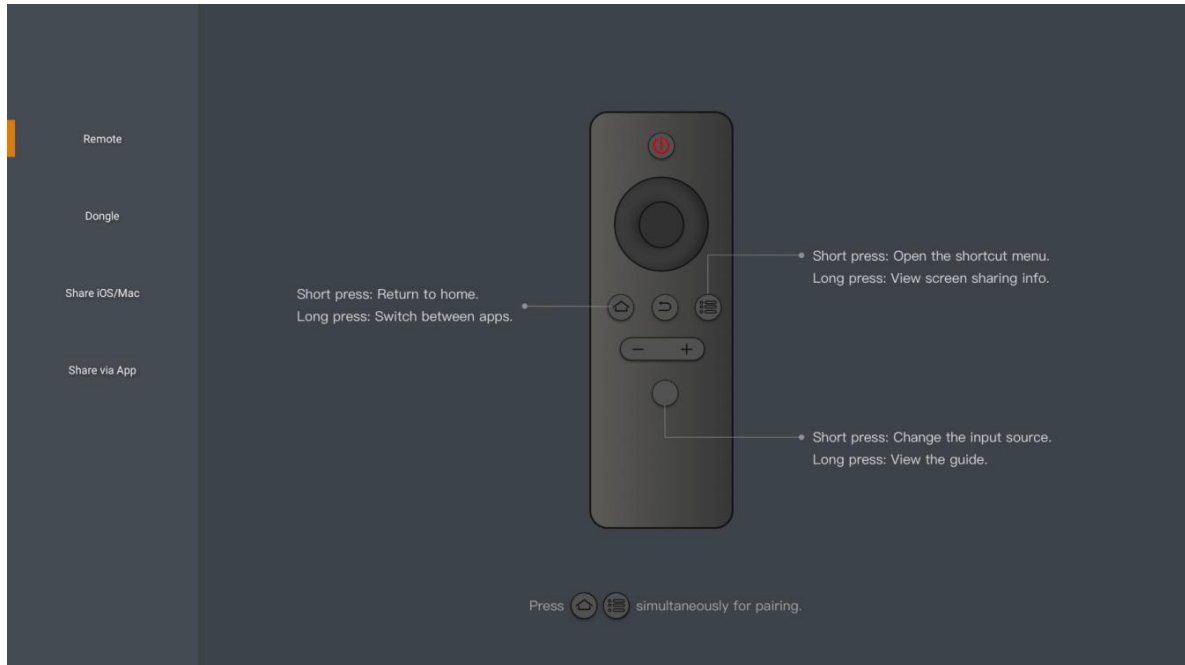 Remote
Dongle
Share iOS/Mac
Share via App
Short press: Return to home.
Long press: Switch between apps.
Short press: Open the shortcut menu.
Long press: View screen sharing info.
Short press: Change the input source.
Long press: View the guide.
Press simultaneously for pairing.